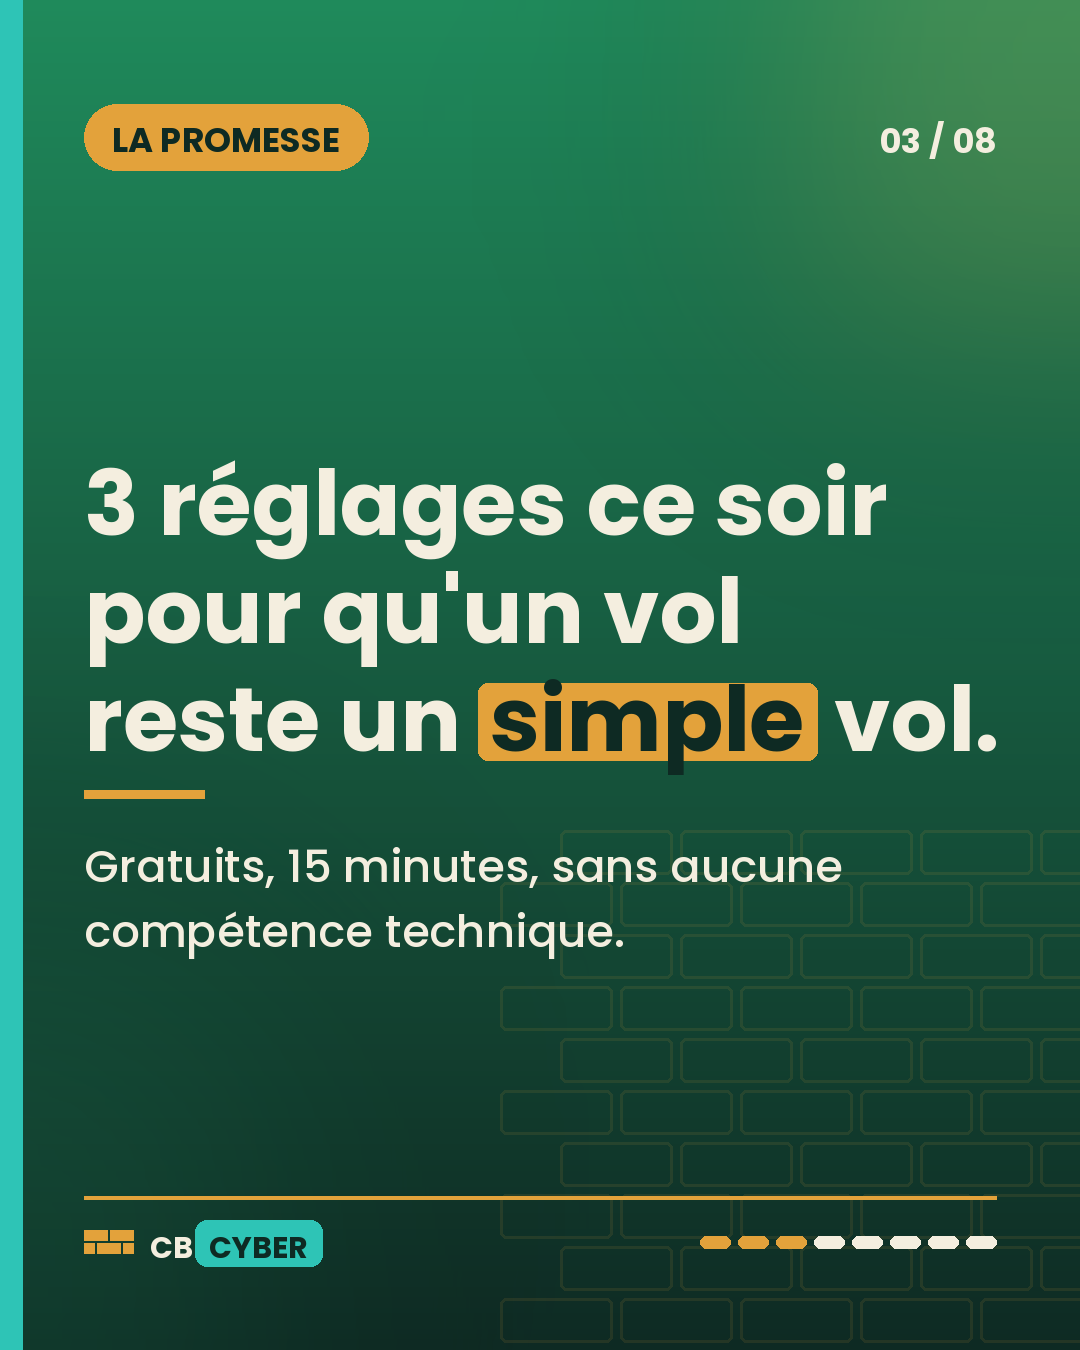 LA PROMESSE
03 / 08
3 réglages ce soir
pour qu'un vol
reste un simple vol.
Gratuits, 15 minutes, sans aucune
compétence technique.
CB CYBER